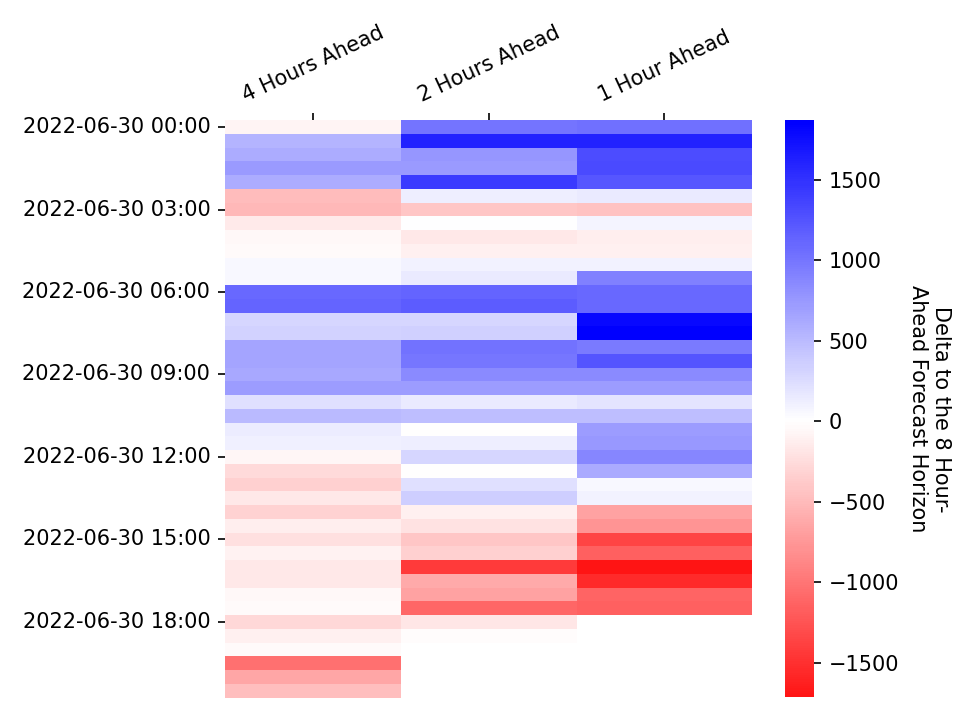 4 Hours Ahead
2 Hours Ahead
1 Hour Ahead
2022-06-30 00:00
2022-06-30 03:00
2022-06-30 06:00
2022-06-30 09:00
2022-06-30 12:00
2022-06-30 15:00
2022-06-30 18:00
1500
1000
500
0
−500
−1000
−1500
Delta to the 8 Hour-
Ahead Forecast Horizon